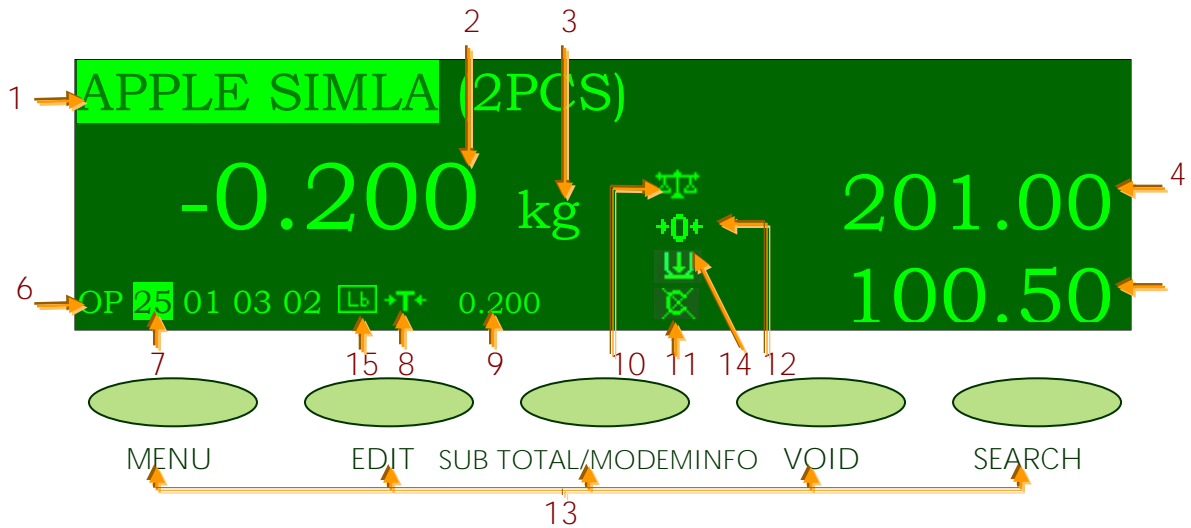 2 3
1 APPLE SIMLA (2PCS)
-0.200 kg 201.00 4
+0+
6 OP 25 01 03 02 Lb T 0.200 100.50
7 15 8 9 10 11 14 12
MENU EDIT SUB TOTAL/MODEMINFO VOID SEARCH
13